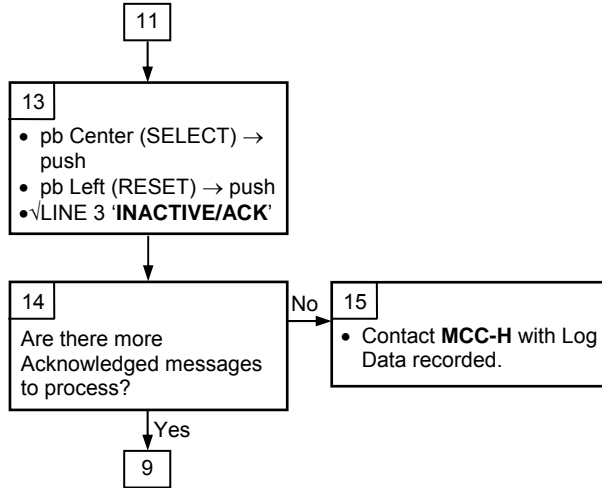 11
13
• pb Center (SELECT) →
push
• pb Left (RESET) → push
•√LINE 3 'INACTIVE/ACK'
14
Are there more
Acknowledged messages
to process?
No
15
• Contact MCC-H with Log
Data recorded.
Yes
9